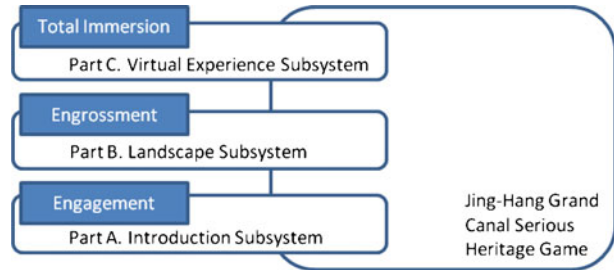 Total Immersion
Part C. Virtual Experience Subsystem
Engrossment
Part B. Landscape Subsystem
Engagement
Part A. Introduction Subsystem
Jing-Hang Grand
Canal Serious
Heritage Game